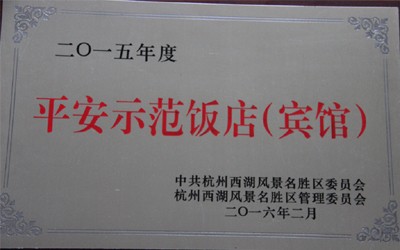 二〇一五年度
平安示范饭店(宾馆)
中共杭州西湖风景名胜区委员会
杭州西湖风景名胜区管理委员会
二〇一六年二月